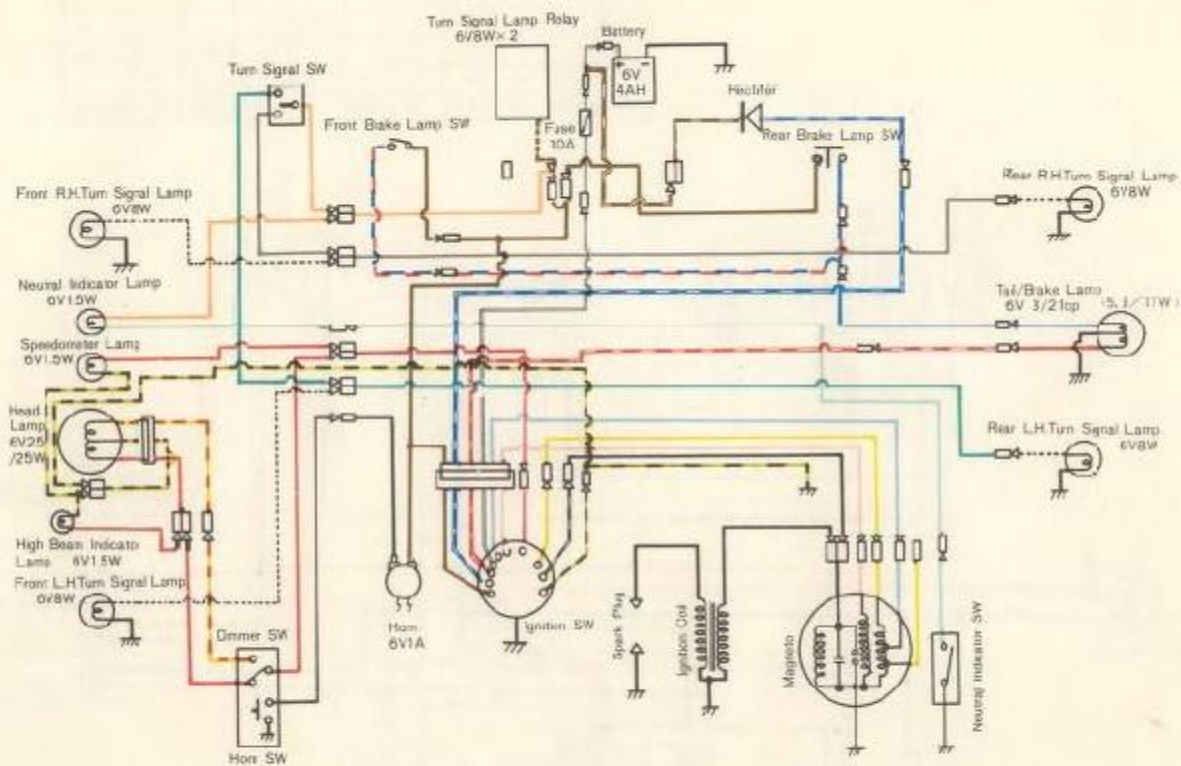 Turn Signal Lamp Relay
6V8W×2
Battery
6V
4AH
Turn Signal SW
Front Brake Lamp SW
Fuse
10A
Rectifier
Rear Brake Lamp SW
Front R.H.Turn Signal Lamp
6V8W
Rear R.H.Turn Signal Lamp
6V8W
Neutral Indicator Lamp
6V1.5W
Tail/Brake Lamp
6V 3/21cp
Speedometer Lamp
6V1.5W
Head
Lamp
6V25
/25W
Rear L.H.Turn Signal Lamp
6V8W
High Beam Indicator
Lamp 6V1.5W
Front L.H.Turn Signal Lamp
6V8W
Dimmer SW
Horn
6V1A
Ignition SW
Spark Plug
Ignition Coil
Magneto
Neutral Indicator SW
Horn SW